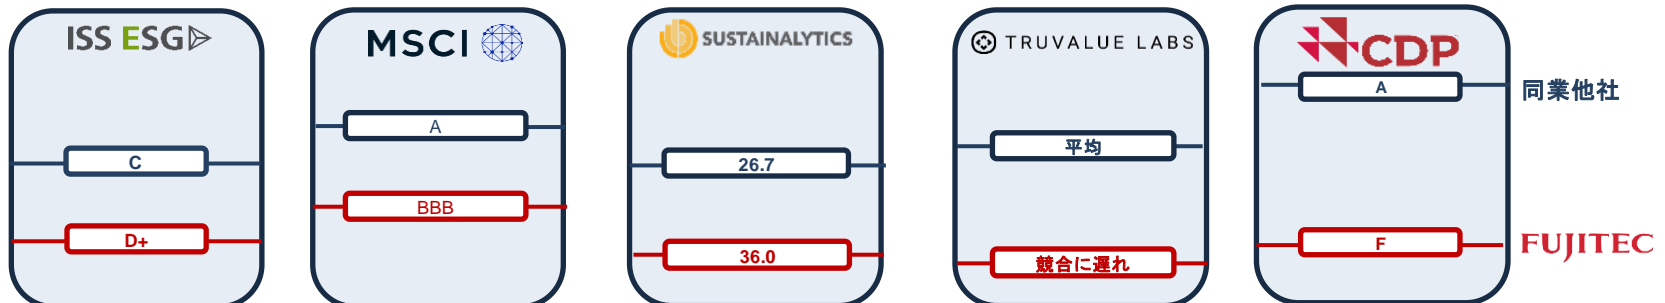 ISS ESG
MSCI
SUSTAINALYTICS
TRUVALUE LABS
CDP
A
同業他社
A
平均
C
26.7
BBB
D+
36.0
競合に遅れ
F
FUJITEC